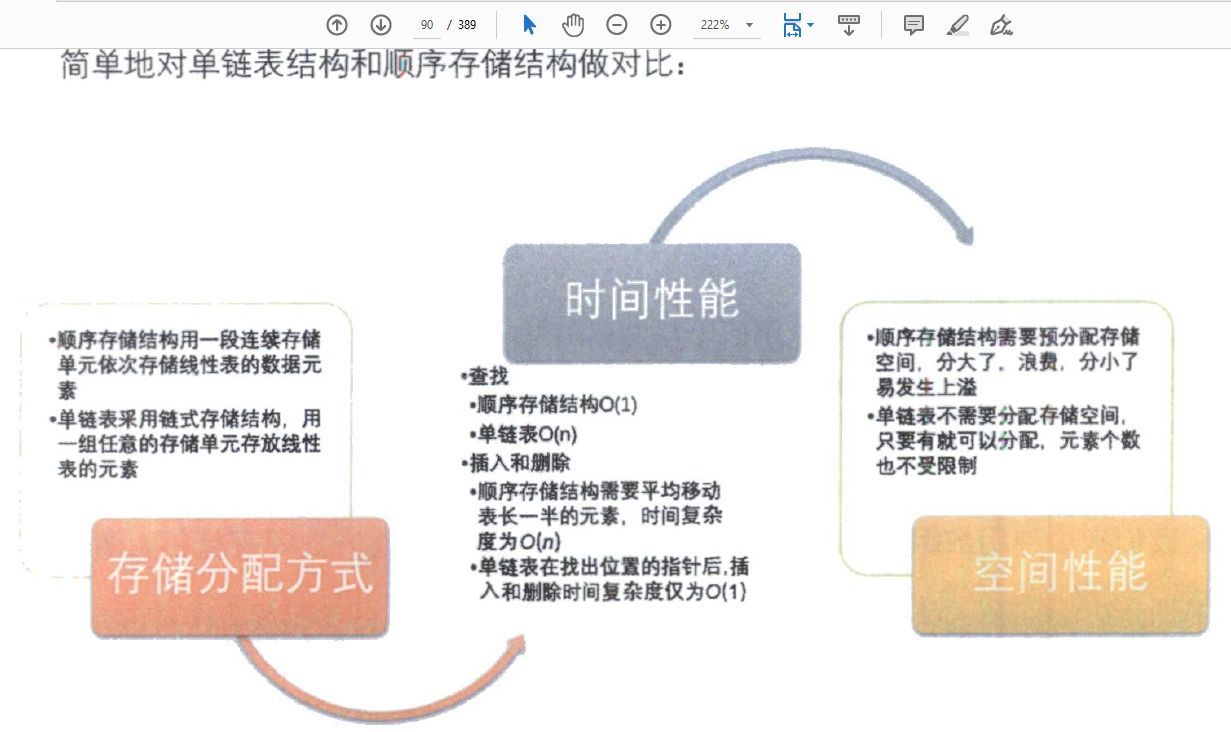 90 / 389
222%
简单地对单链表结构和顺序存储结构做对比：
•顺序存储结构用一段连续存储
单元依次存储线性表的数据元
素
•单链表采用链式存储结构，用
一组任意的存储单元存放线性
表的元素
存储分配方式
时间性能
•查找
•顺序存储结构O(1)
•单链表O(n)
•插入和删除
•顺序存储结构需要平均移动
表长一半的元素，时间复杂
度为O(n)
•单链表在找出位置的指针后,插
入和删除时间复杂度仅为O(1)
•顺序存储结构需要预分配存储
空间，分大了，浪费，分小了
易发生上溢
•单链表不需要分配存储空间，
只要有就可以分配，元素个数
也不受限制
空间性能